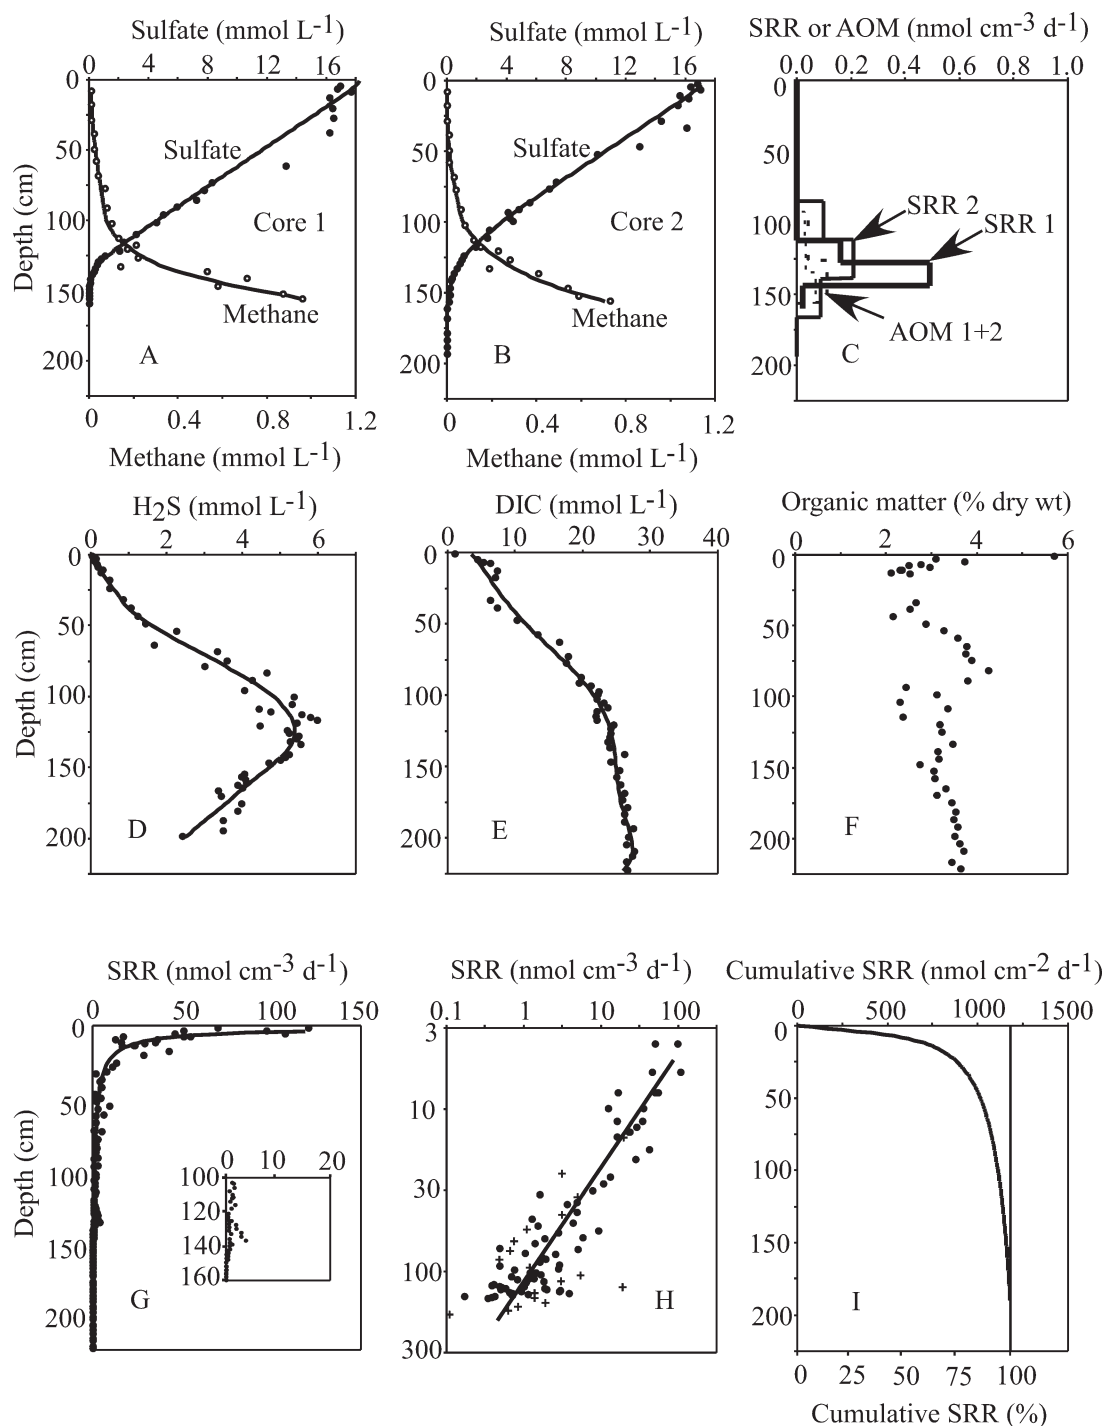 Sulfate (mmol L-1)
Sulfate (mmol L-1)
SRR or AOM (nmol cm-3 d-1)
0 4 8 12 16
0 4 8 12 16
0.0 0.2 0.4 0.6 0.8 1.0
0
50
100
150
200
Depth (cm)
Sulfate
Core 1
Methane
A
0
50
100
150
200
Sulfate
Core 2
Methane
B
0
50
100
150
200
SRR 2
SRR 1
AOM 1+2
C
0 0.4 0.8 1.2
0 0.4 0.8 1.2
Methane (mmol L-1)
Methane (mmol L-1)
H2S (mmol L-1)
DIC (mmol L-1)
Organic matter (% dry wt)
0 2 4 6
0 10 20 30 40
0 2 4 6
0
50
100
150
200
Depth (cm)
D
0
50
100
150
200
E
0
50
100
150
200
F
SRR (nmol cm-3 d-1)
SRR (nmol cm-3 d-1)
Cumulative SRR (nmol cm-2 d-1)
0 50 100 150
0.1 1 10 100
0 500 1000 1500
0
50
100
150
200
Depth (cm)
0 10 20
100
120
140
160
G
3
10
30
100
300
H
0
50
100
150
200
I
0 25 50 75 100
Cumulative SRR (%)